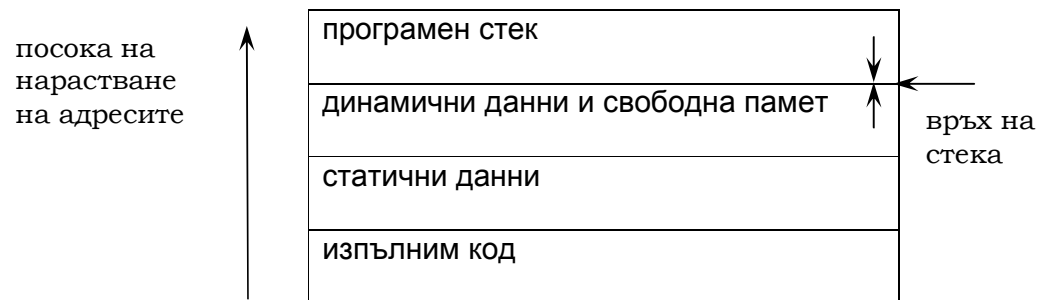 посока на
нарастване
на адресите
програмен стек
динамични данни и свободна памет
статични данни
изпълним код
връх на
стека